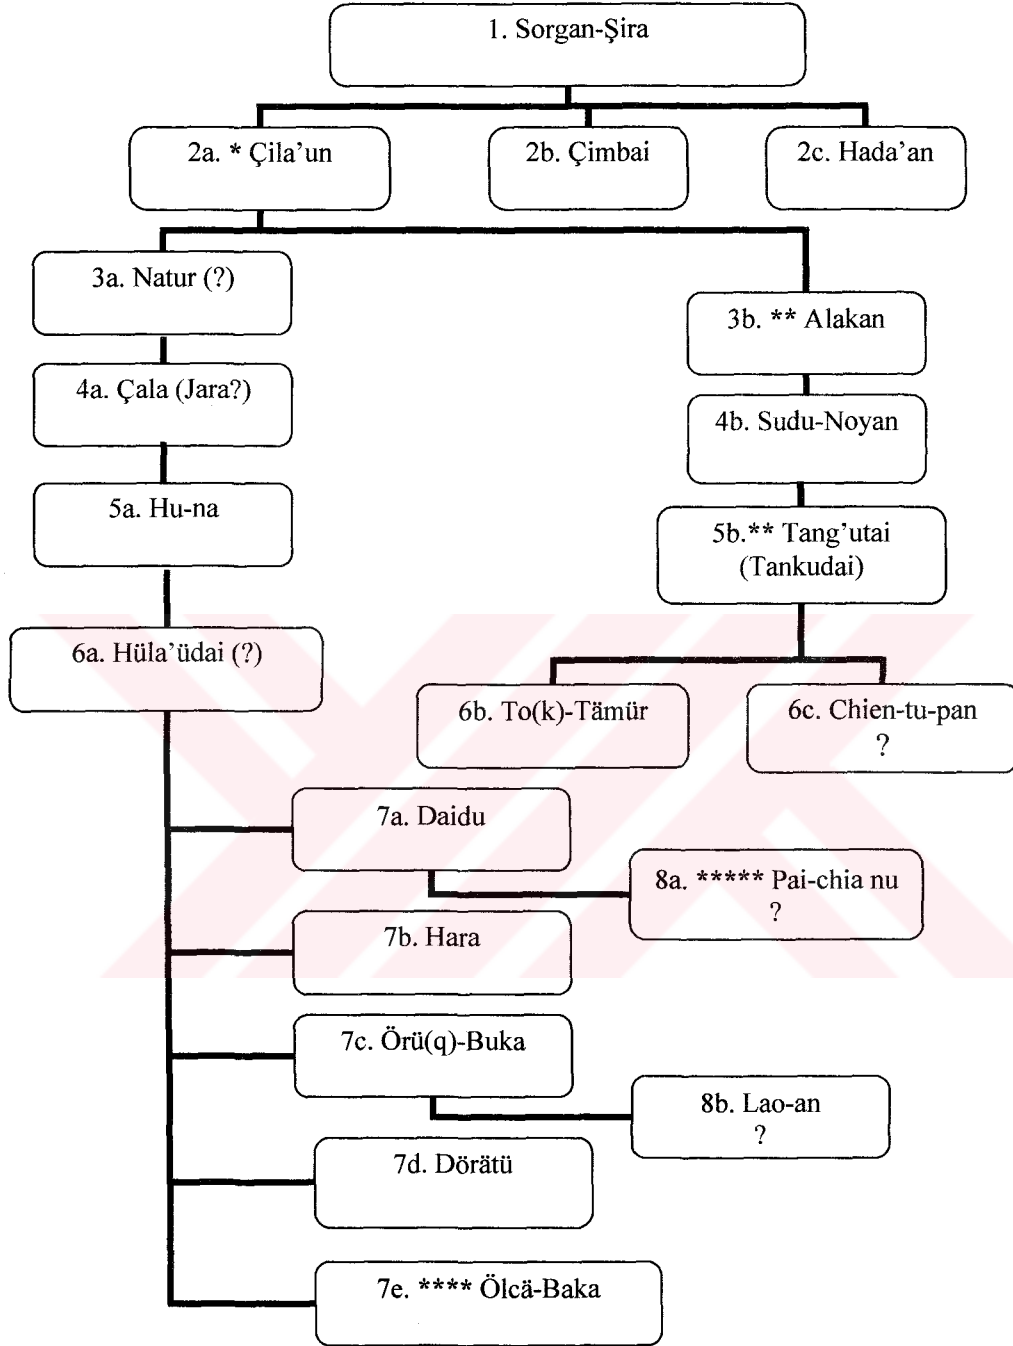 1. Sorgan-Şira
2a. * Çila'un
2b. Çimbai
2c. Hada'an
3a. Natur (?)
3b. ** Alakan
4a. Çala (Jara?)
4b. Sudu-Noyan
5a. Hu-na
5b.** Tang'utai
(Tankudai)
6a. Hüla'üdai (?)
6b. To(k)-Tämür
6c. Chien-tu-pan
?
7a. Daidu
8a. ***** Pai-chia nu
?
7b. Hara
7c. Örü(q)-Buka
8b. Lao-an
?
7d. Dörätü
7e. **** Ölcä-Baka